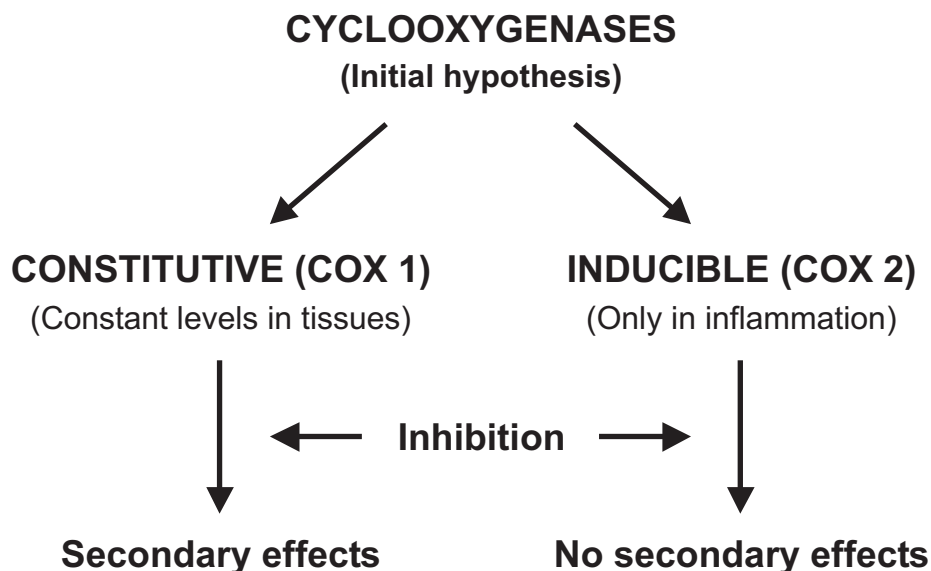 CYCLOOXYGENASES
(Initial hypothesis)
CONSTITUTIVE (COX 1)
(Constant levels in tissues)
INDUCIBLE (COX 2)
(Only in inflammation)
Inhibition
Secondary effects
No secondary effects